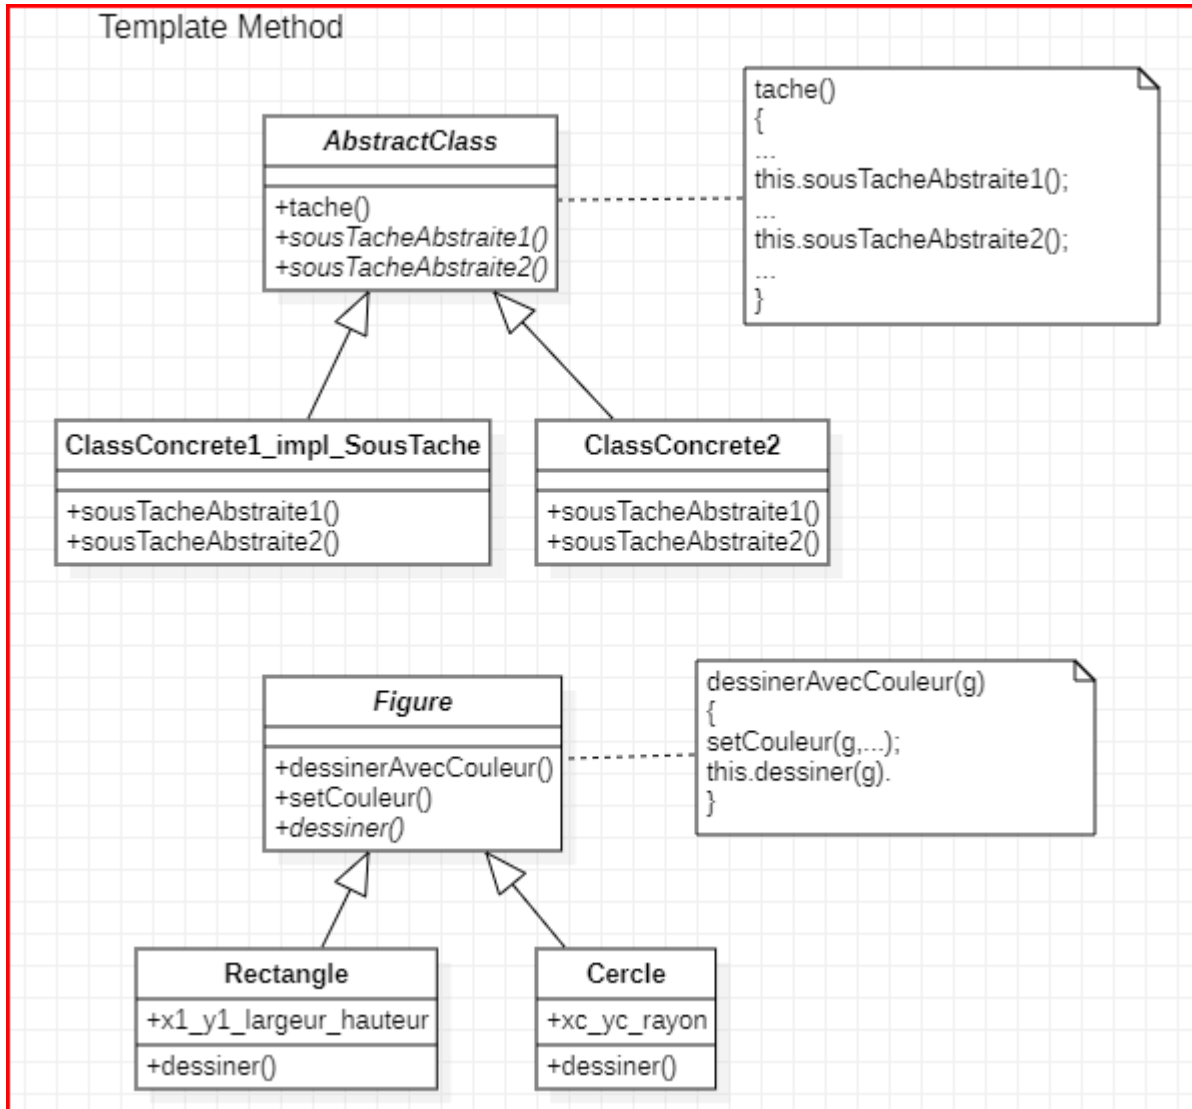 Template Method
AbstractClass
+tache()
+sousTacheAbstraite1()
+sousTacheAbstraite2()
tache()
{
...
this.sousTacheAbstraite1();
...
this.sousTacheAbstraite2();
...
}
ClassConcrete1_impl_SousTache
+sousTacheAbstraite1()
+sousTacheAbstraite2()
ClassConcrete2
+sousTacheAbstraite1()
+sousTacheAbstraite2()
Figure
+dessinerAvecCouleur()
+setCouleur()
+dessiner()
dessinerAvecCouleur(g)
{
setCouleur(g,...);
this.dessiner(g).
}
Rectangle
+x1_y1_largeur_hauteur
+dessiner()
Cercle
+xc_yc_rayon
+dessiner()